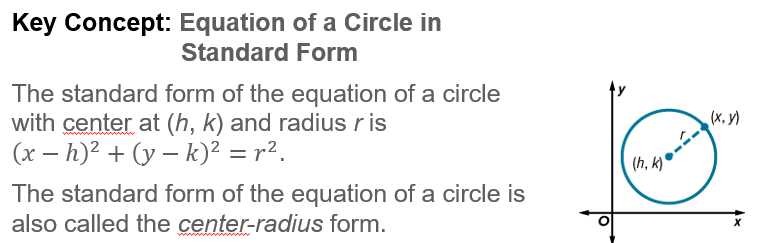 Key Concept: Equation of a Circle in
Standard Form
The standard form of the equation of a circle
with center at (h, k) and radius r is
(x – h)² + (y – k)² = r².
The standard form of the equation of a circle is
also called the center-radius form.
y
(x, y)
r
(h, k)
O
x